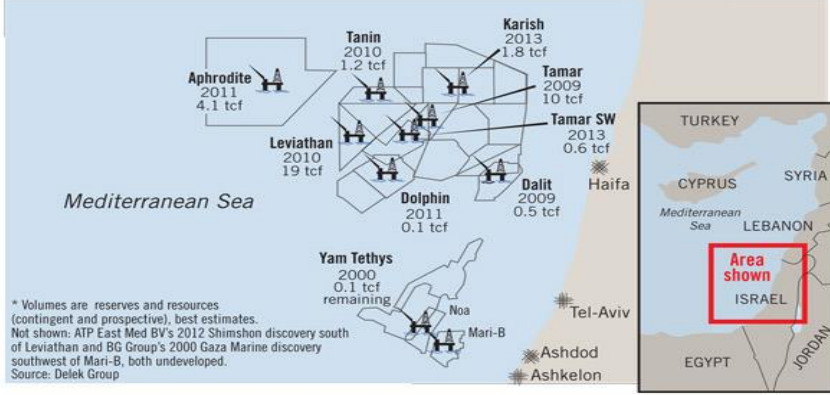 Karish
2013
1.8 tcf
Tanin
2010
1.2 tcf
Aphrodite
2011
4.1 tcf
Tamar
2009
10 tcf
Tamar SW
2013
0.6 tcf
Leviathan
2010
19 tcf
Dolphin
2011
0.1 tcf
Dalit
2009
0.5 tcf
Haifa
Mediterranean Sea
Yam Tethys
2000
0.1 tcf
remaining
Noa
Mari-B
Tel-Aviv
Ashdod
Ashkelon
* Volumes are reserves and resources
(contingent and prospective), best estimates.
Not shown: ATP East Med BV's 2012 Shimshon discovery south
of Leviathan and BG Group's 2000 Gaza Marine discovery
southwest of Mari-B, both undeveloped.
Source: Delek Group
TURKEY
CYPRUS
SYRIA
Mediterranean
Sea
LEBANON
Area
shown
ISRAEL
EGYPT
JORDAN